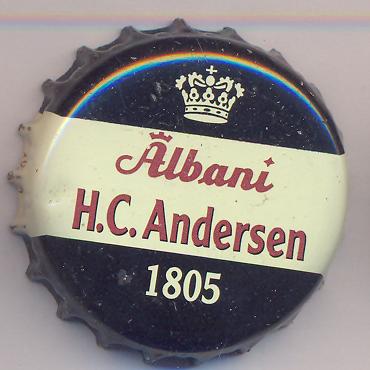 Albani
H.C. Andersen
1805